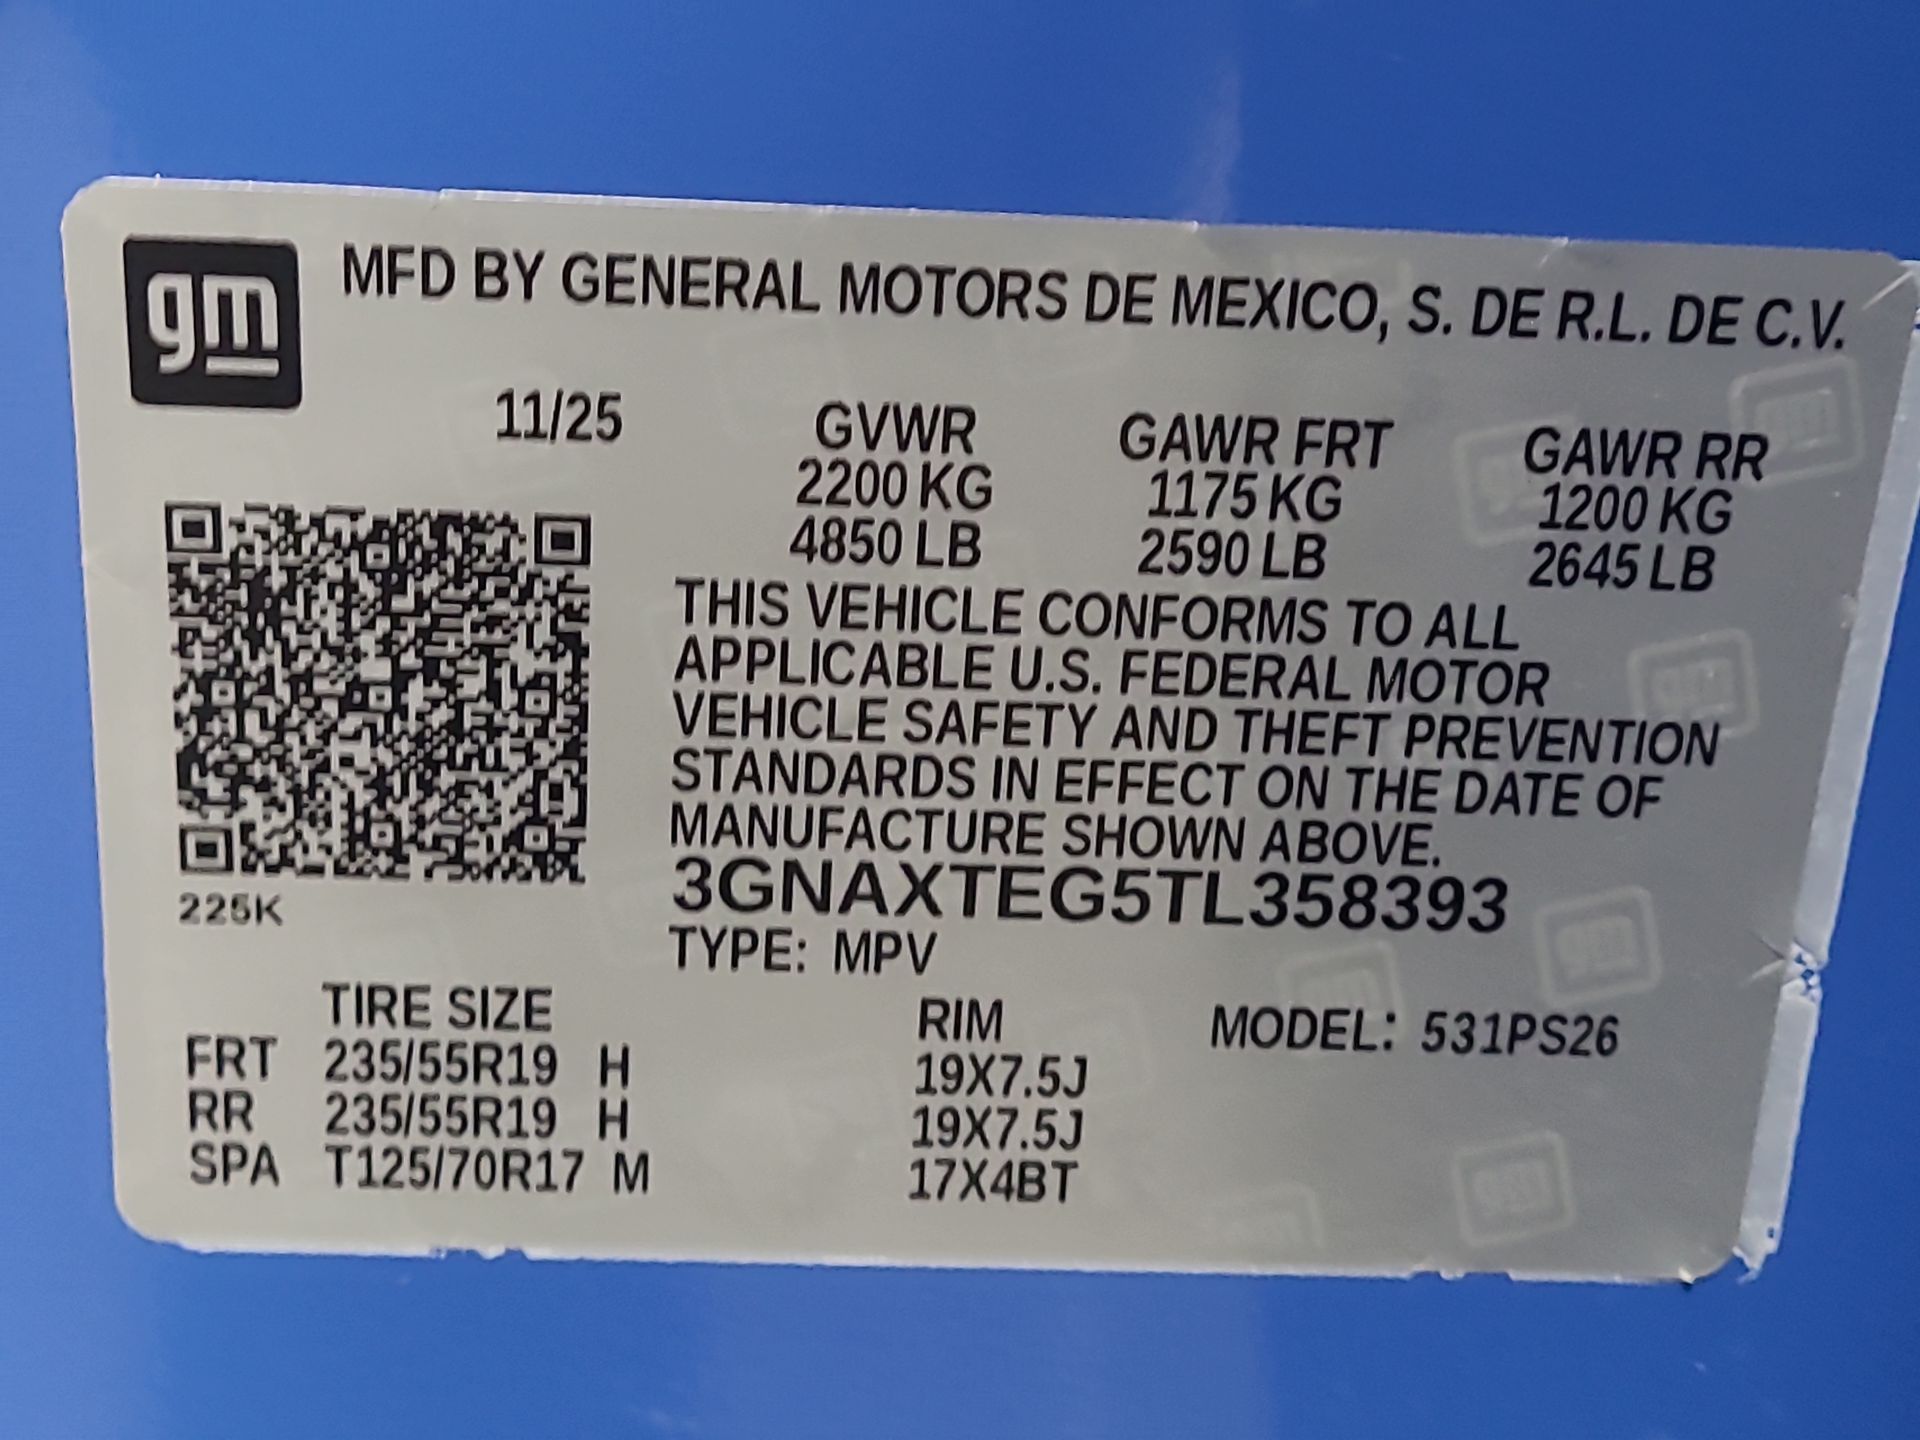 gm
MFD BY GENERAL MOTORS DE MEXICO, S. DE R.L. DE C.V.
11/25 GVWR GAWR FRT GAWR RR
2200 KG 1175 KG 1200 KG
4850 LB 2590 LB 2645 LB
THIS VEHICLE CONFORMS TO ALL
APPLICABLE U.S. FEDERAL MOTOR
VEHICLE SAFETY AND THEFT PREVENTION
STANDARDS IN EFFECT ON THE DATE OF
MANUFACTURE SHOWN ABOVE.
225K
3GNAXTEG5TL358393
TYPE: MPV
TIRE SIZE RIM MODEL: 531PS26
FRT 235/55R19 H 19X7.5J
RR 235/55R19 H 19X7.5J
SPA T125/70R17 M 17X4BT